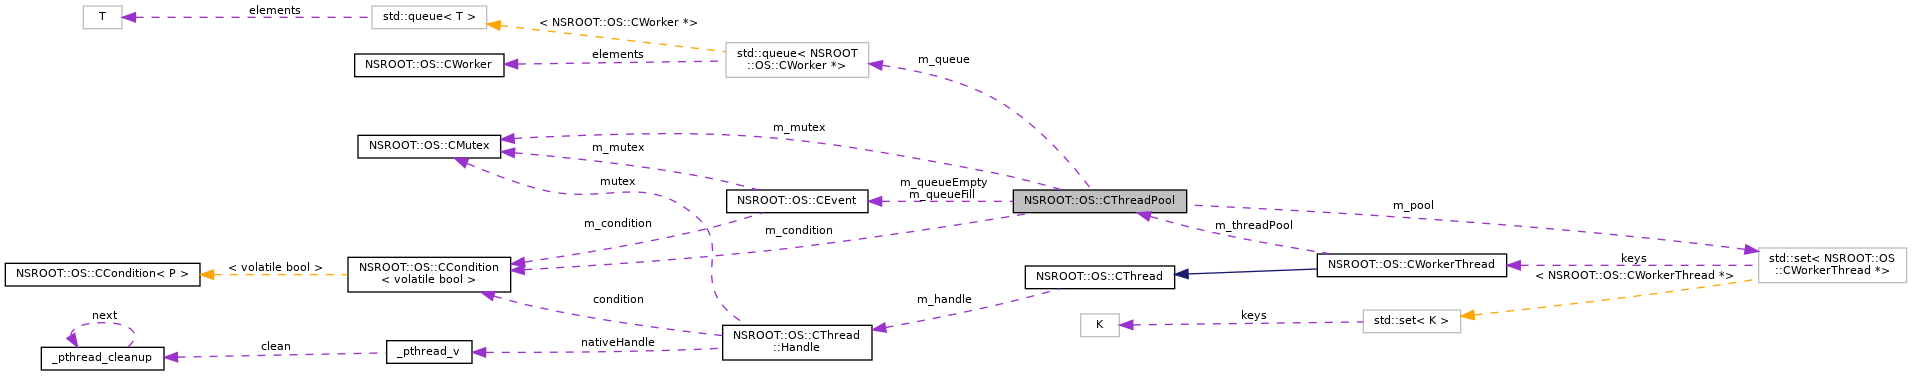 T
elements
std::queue< T >
< NSROOT::OS::CWorker *>
NSROOT::OS::CWorker
elements
std::queue< NSROOT
::OS::CWorker *>
m_queue
NSROOT::OS::CMutex
m_mutex
m_mutex
mutex
NSROOT::OS::CEvent
m_queueEmpty
m_queueFill
NSROOT::OS::CThreadPool
m_pool
m_condition
m_condition
m_threadPool
NSROOT::OS::CCondition< P >
< volatile bool >
NSROOT::OS::CCondition
< volatile bool >
NSROOT::OS::CThread
NSROOT::OS::CWorkerThread
keys
std::set< NSROOT::OS
::CWorkerThread *>
< NSROOT::OS::CWorkerThread *>
condition
m_handle
K
keys
std::set< K >
next
_pthread_cleanup
clean
_pthread_v
nativeHandle
NSROOT::OS::CThread
::Handle